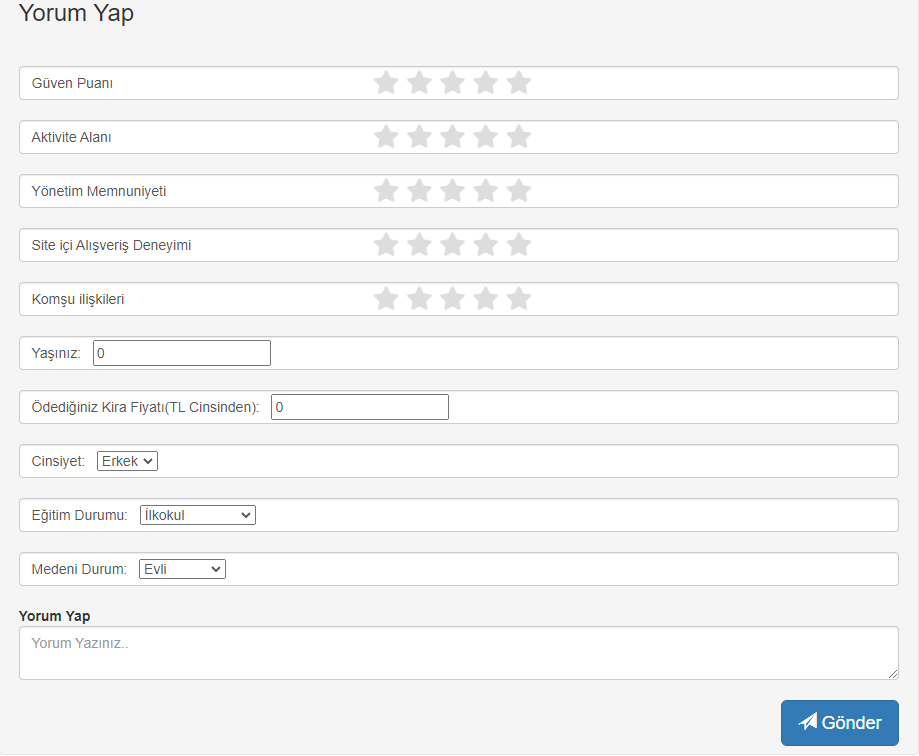 Yorum Yap
Güven Puanı
Aktivite Alanı
Yönetim Memnuniyeti
Site içi Alışveriş Deneyimi
Komşu ilişkileri
Yaşınız: 0
Ödediğiniz Kira Fiyatı(TL Cinsinden): 0
Cinsiyet: Erkek
Eğitim Durumu: İlkokul
Medeni Durum: Evli
Yorum Yap
Yorum Yazınız..
Gönder